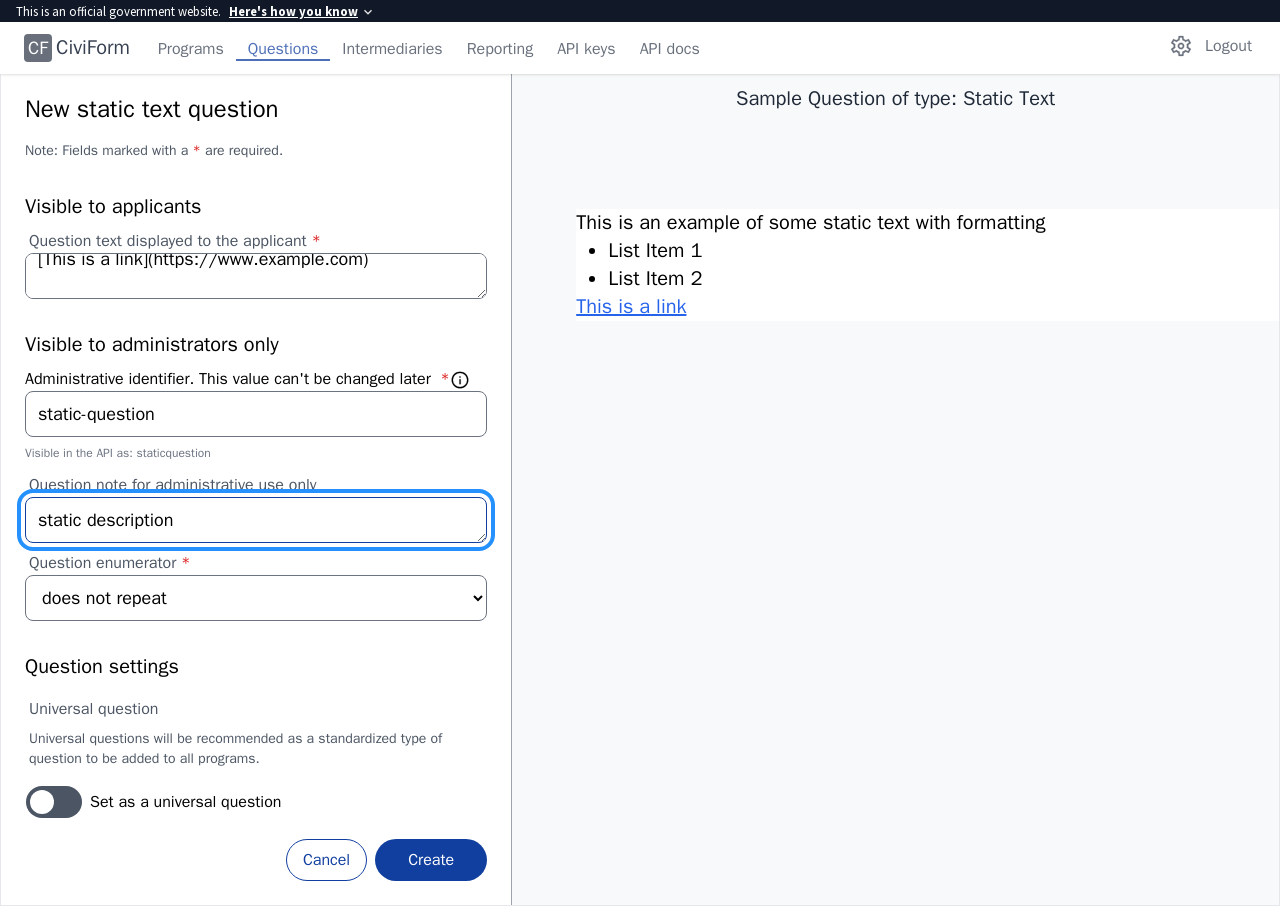 This is an official government website. Here's how you know
CF CiviForm Programs Questions Intermediaries Reporting API keys API docs Logout
New static text question
Note: Fields marked with a * are required.
Visible to applicants
Question text displayed to the applicant *
[This is a link](https://www.example.com)
Visible to administrators only
Administrative identifier. This value can't be changed later *
static-question
Visible in the API as: staticquestion
Question note for administrative use only
static description
Question enumerator *
does not repeat
Question settings
Universal question
Universal questions will be recommended as a standardized type of
question to be added to all programs.
Set as a universal question
Cancel Create
Sample Question of type: Static Text
This is an example of some static text with formatting
• List Item 1
• List Item 2
This is a link